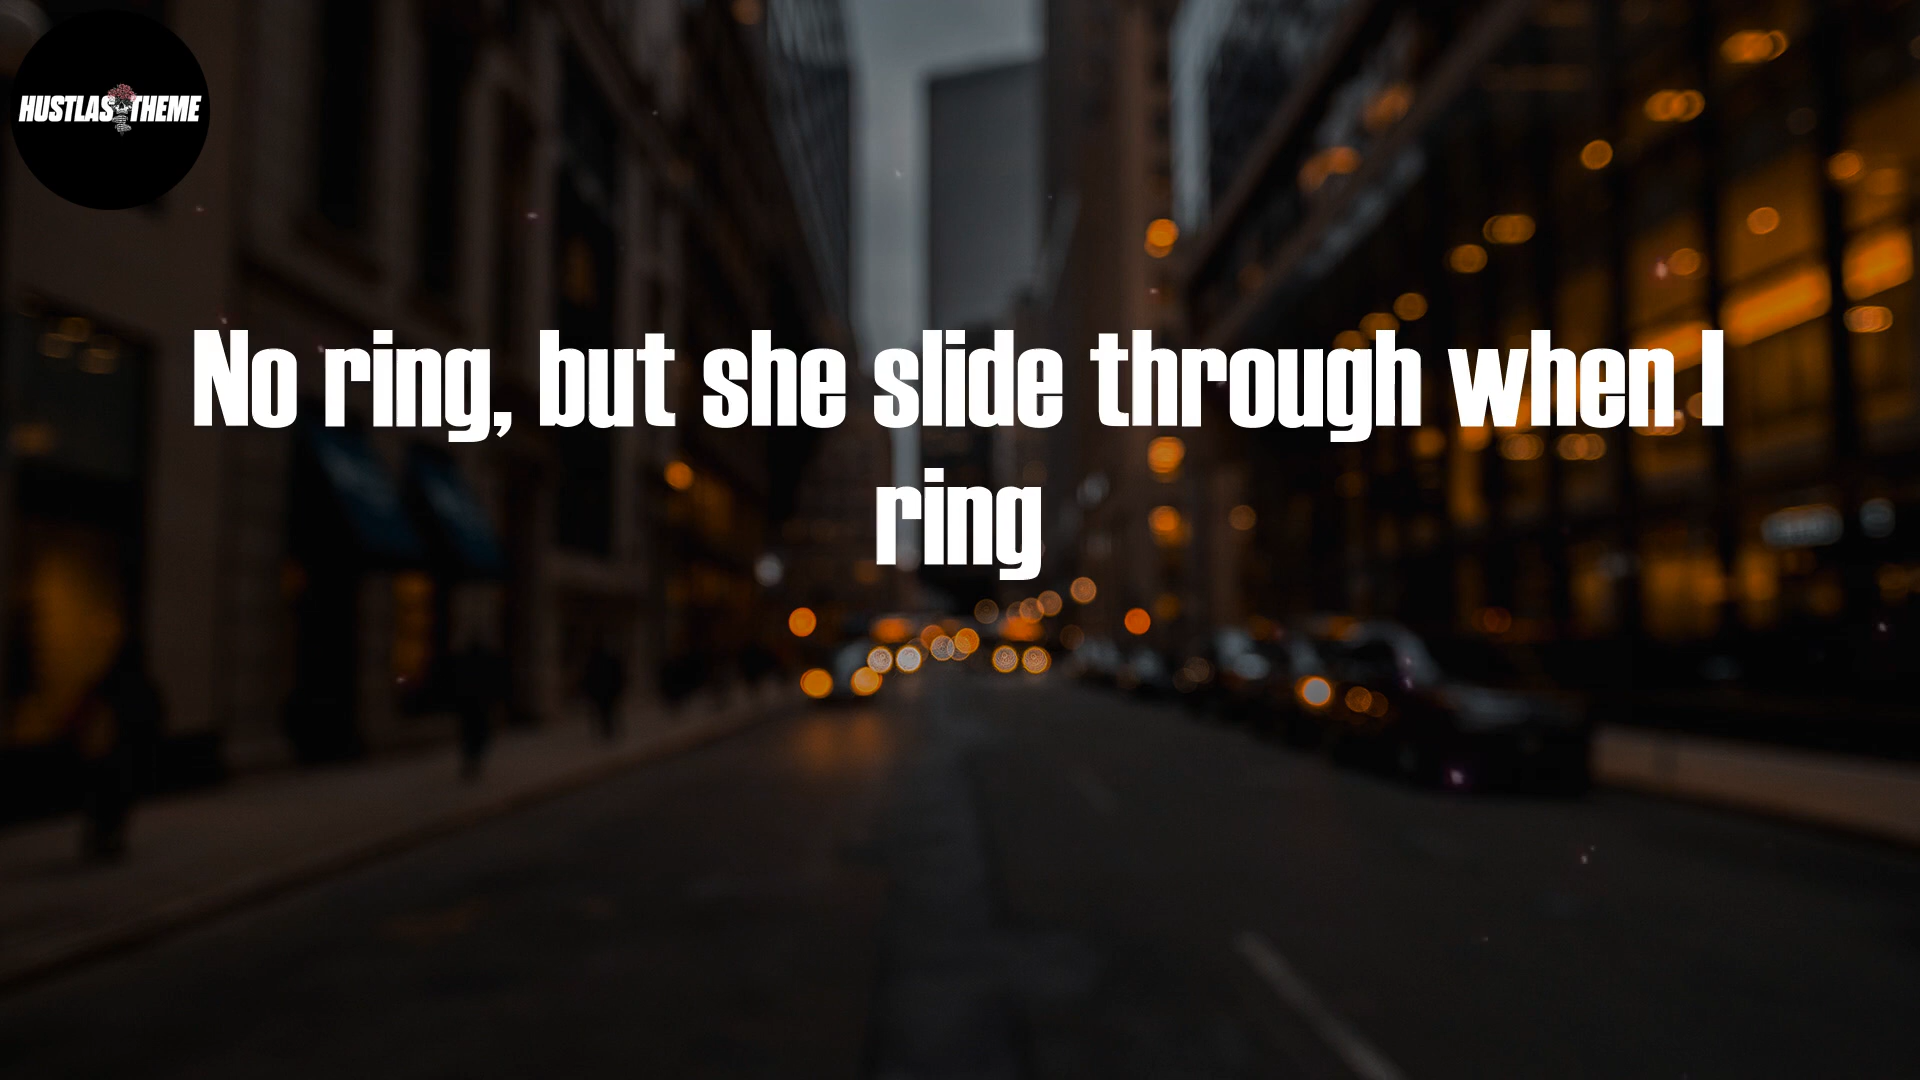 HUSTLAS THEME
No ring, but she slide through when I
ring